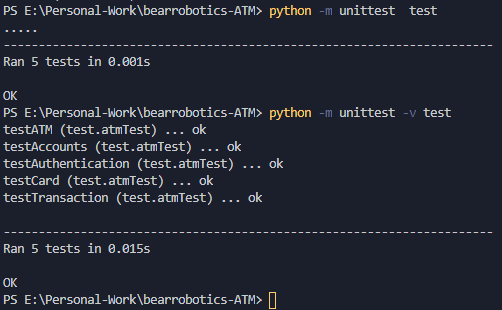 PS E:\Personal-Work\bearrobotics-ATM> python -m unittest  test
.....
----------------------------------------------------------------------
Ran 5 tests in 0.001s

OK
PS E:\Personal-Work\bearrobotics-ATM> python -m unittest -v test
testATM (test.atmTest) ... ok
testAccounts (test.atmTest) ... ok
testAuthentication (test.atmTest) ... ok
testCard (test.atmTest) ... ok
testTransaction (test.atmTest) ... ok

----------------------------------------------------------------------
Ran 5 tests in 0.015s

OK
PS E:\Personal-Work\bearrobotics-ATM>